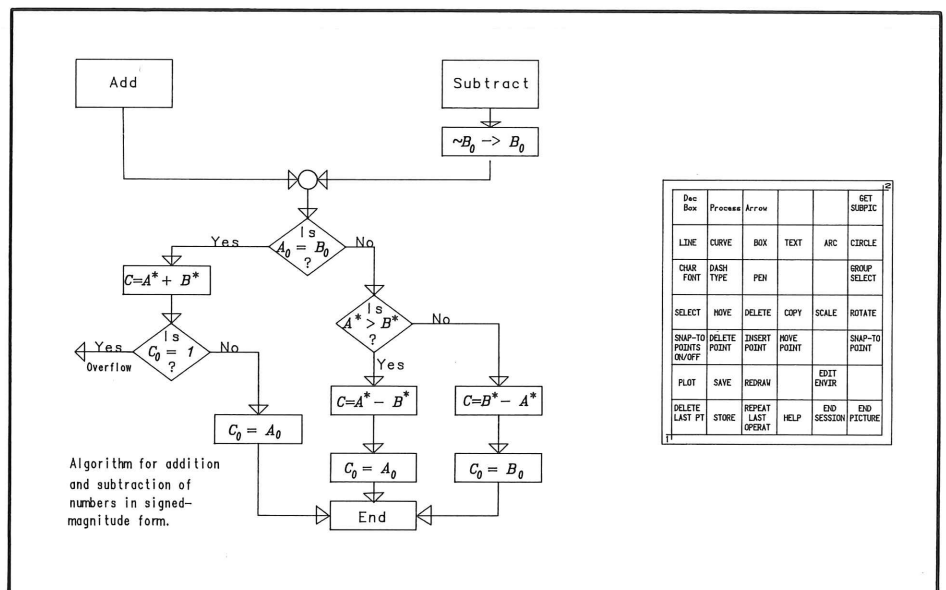 Add
Subtract
~B₀ -> B₀
Is
A₀ = B₀
?
Yes
No
C=A*+ B*
Is
C₀ = 1
?
Yes
Overflow
No
C₀ = A₀
Is
A* > B*
?
Yes
No
C=A*- B*
C=B*- A*
C₀ = A₀
C₀ = B₀
End
Algorithm for addition
and subtraction of
numbers in signed-
magnitude form.
2
Dec
Box
Process
Arrow
GET
SUBPIC
LINE
CURVE
BOX
TEXT
ARC
CIRCLE
CHAR
FONT
DASH
TYPE
PEN
GROUP
SELECT
SELECT
MOVE
DELETE
COPY
SCALE
ROTATE
SNAP-TO
POINTS
ON/OFF
DELETE
POINT
INSERT
POINT
MOVE
POINT
SNAP-TO
POINT
PLOT
SAVE
REDRAW
EDIT
ENVIR
DELETE
LAST PT
STORE
REPEAT
LAST
OPERAT
HELP
END
SESSION
END
PICTURE
1